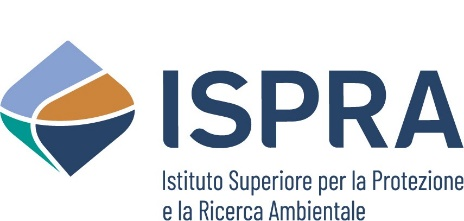 ISPRA
Istituto Superiore per la Protezione
e la Ricerca Ambientale